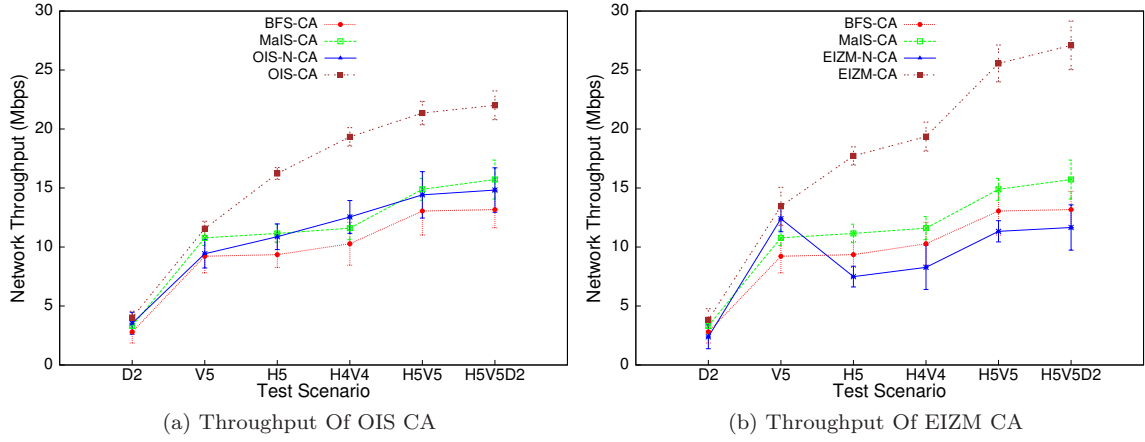 Network Throughput (Mbps)
30
25
20
15
10
5
0
BFS-CA
MaIS-CA
OIS-N-CA
OIS-CA
D2 V5 H5 H4V4 H5V5 H5V5D2
Test Scenario
(a) Throughput Of OIS CA
Network Throughput (Mbps)
30
25
20
15
10
5
0
BFS-CA
MaIS-CA
EIZM-N-CA
EIZM-CA
D2 V5 H5 H4V4 H5V5 H5V5D2
Test Scenario
(b) Throughput Of EIZM CA